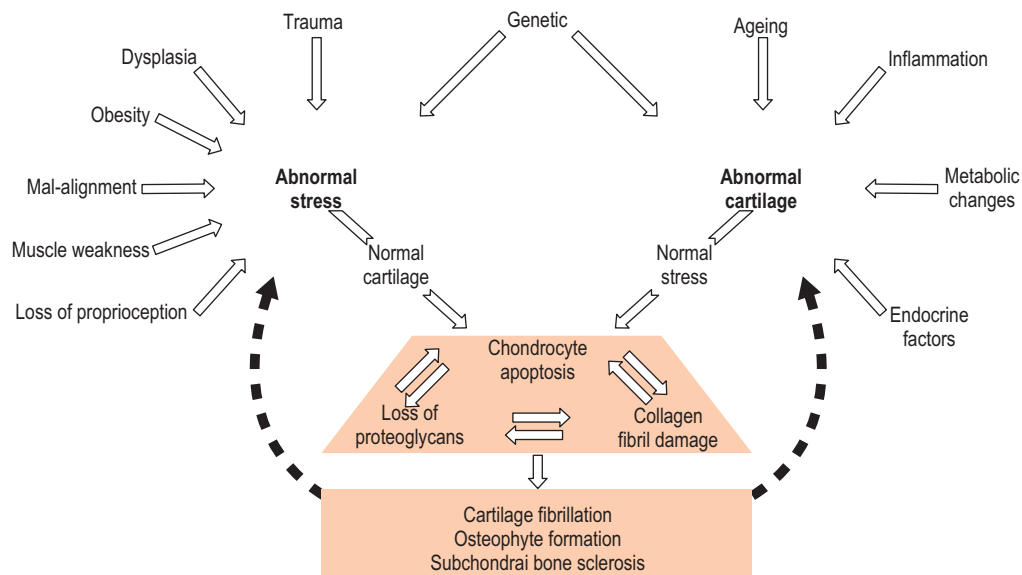 Trauma
Genetic
Ageing
Dysplasia
Inflammation
Obesity
Mal-alignment
Abnormal
stress
Abnormal
cartilage
Metabolic
changes
Muscle weakness
Normal
cartilage
Normal
stress
Loss of proprioception
Endocrine
factors
Chondrocyte
apoptosis
Loss of
proteoglycans
Collagen
fibril damage
Cartilage fibrillation
Osteophyte formation
Subchondrai bone sclerosis